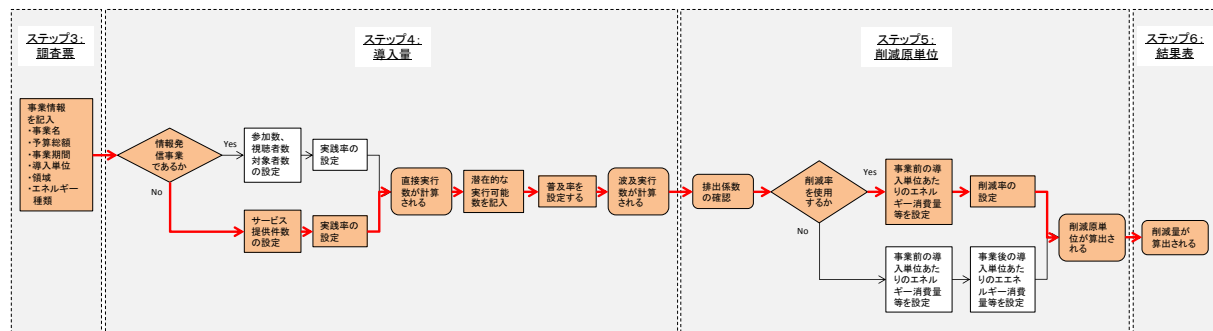 ステップ3:
調査票
事業情報
を記入
・事業名
・予算総額
・事業期間
・導入単位
・領域
・エネルギー
種類
ステップ4:
導入量
情報発
信事業
であるか
Yes
No
参加数、
視聴者数
対象者数
の設定
実践率の
設定
サービス
提供件数
の設定
実践率の
設定
直接実行
数が計算
される
潜在的な
実行可能
数を記入
普及率を
設定する
波及実行
数が計算
される
ステップ5:
削減原単位
排出係数
の確認
削減率
を使用
するか
Yes
No
事業前の導
入単位あた
りのエネル
ギー消費量
等を設定
削減率の
設定
事業前の導
入単位あた
りのエネル
ギー消費量
等を設定
事業後の導
入単位あた
りのエエネ
ルギー消費
量等を設定
削減原単
位が算出さ
れる
ステップ6:
結果表
削減量が
算出される